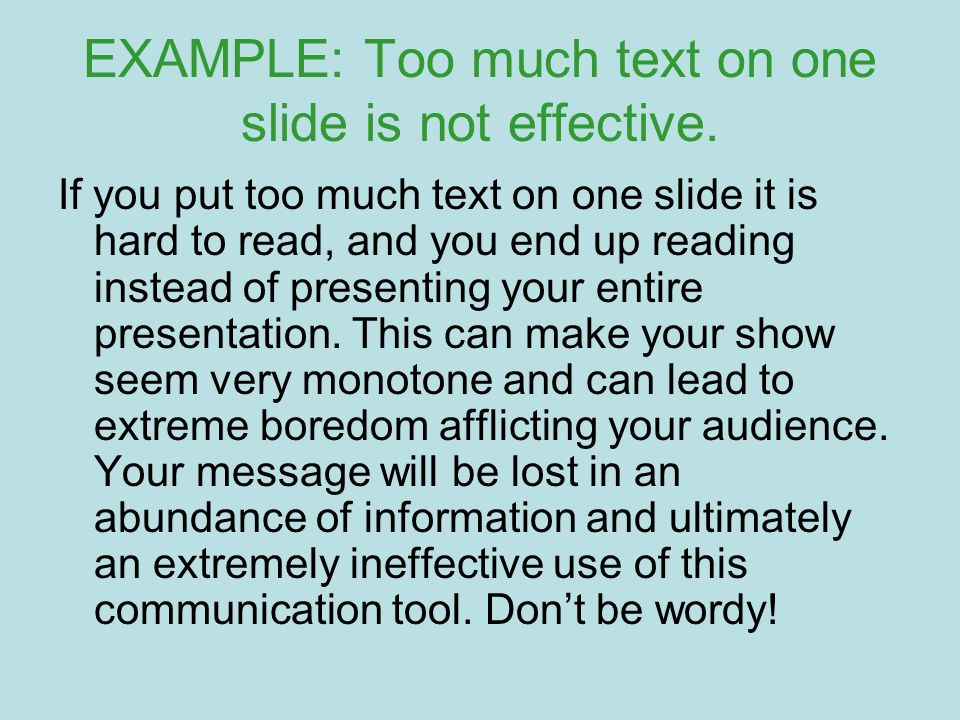 EXAMPLE: Too much text on one
slide is not effective.
If you put too much text on one slide it is
hard to read, and you end up reading
instead of presenting your entire
presentation. This can make your show
seem very monotone and can lead to
extreme boredom afflicting your audience.
Your message will be lost in an
abundance of information and ultimately
an extremely ineffective use of this
communication tool. Don’t be wordy!